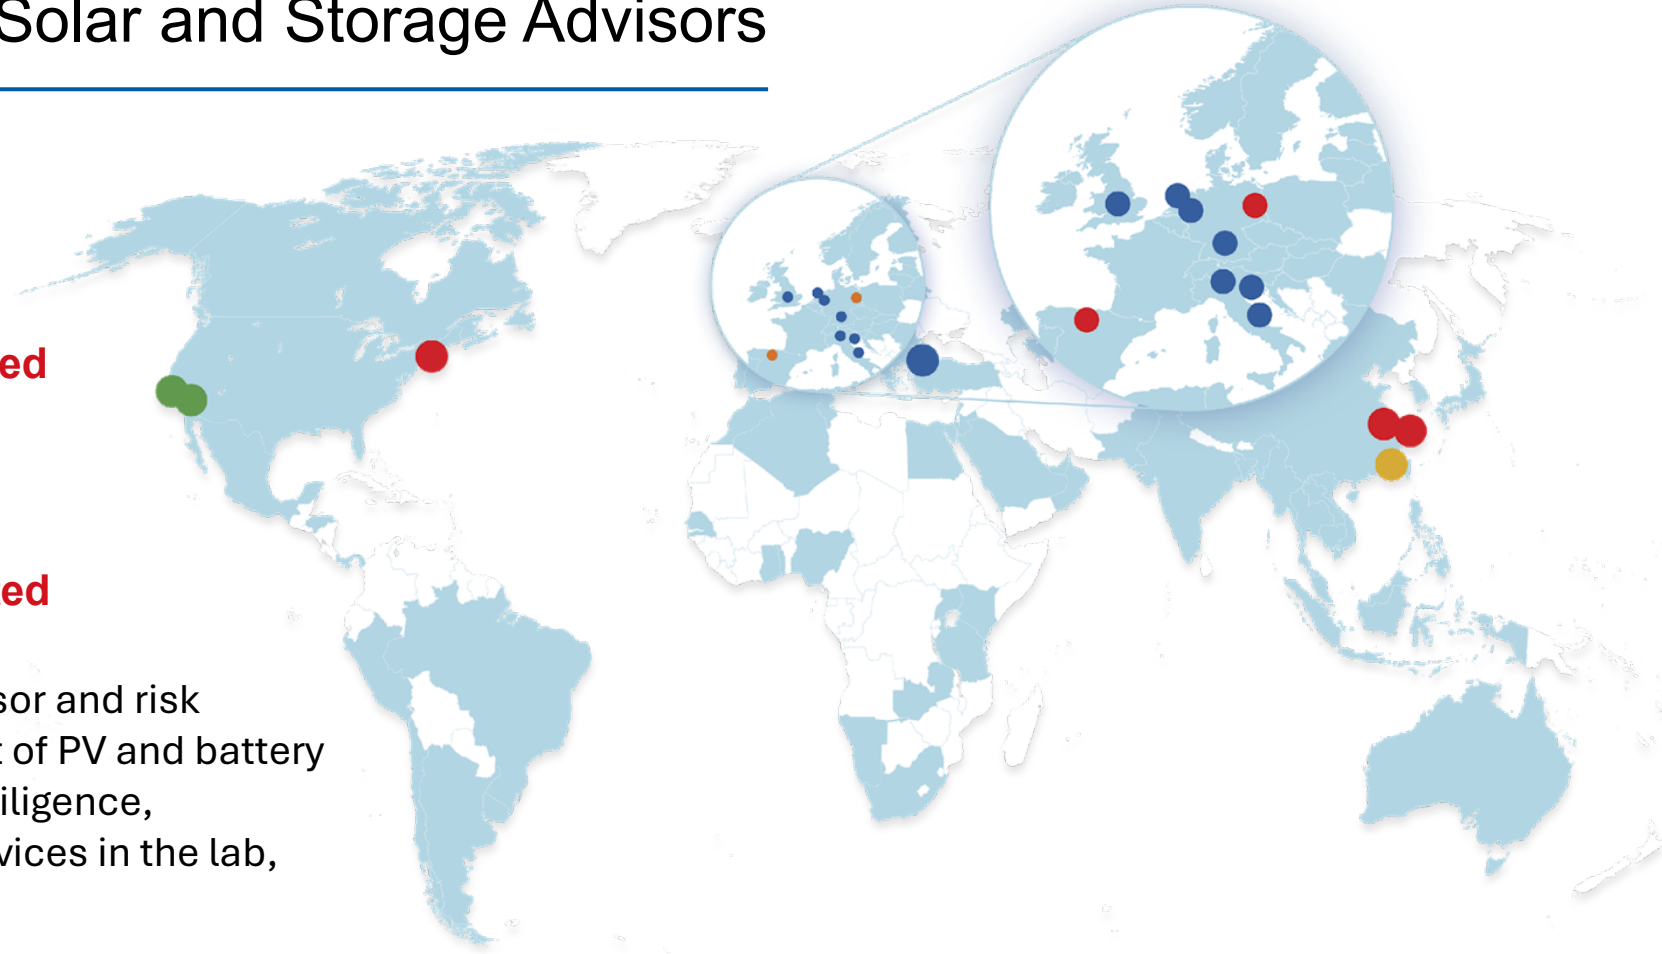 Solar and Storage Advisors
ed
ed
sor and risk
t of PV and battery
iligence,
vices in the lab,